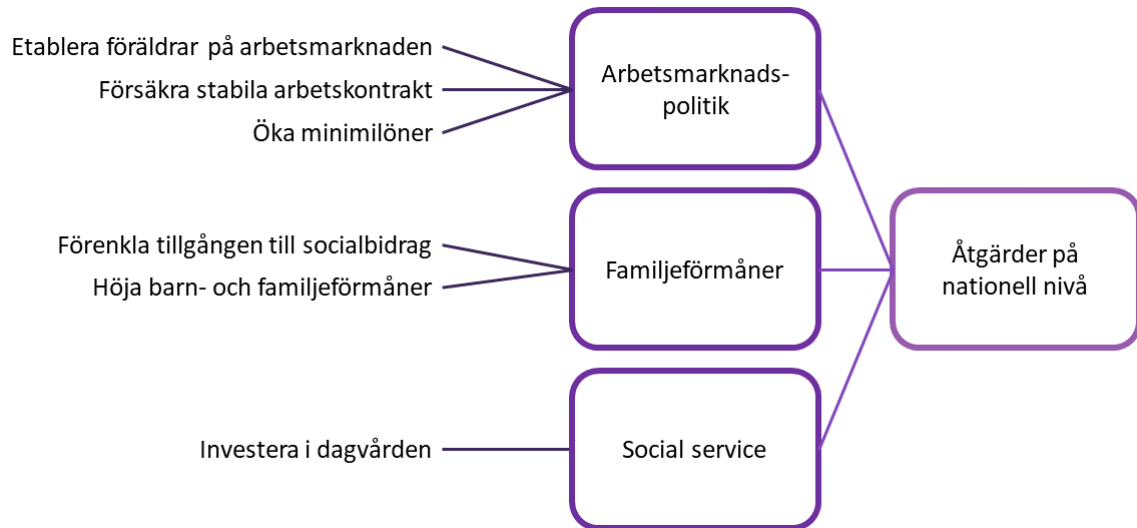 Etablera föräldrar på arbetsmarknaden
Försäkra stabila arbetskontrakt
Öka minimilöner
Arbetsmarknads-
politik
Förenkla tillgången till socialbidrag
Höja barn- och familjeförmåner
Familjeförmåner
Åtgärder på
nationell nivå
Investera i dagvården
Social service